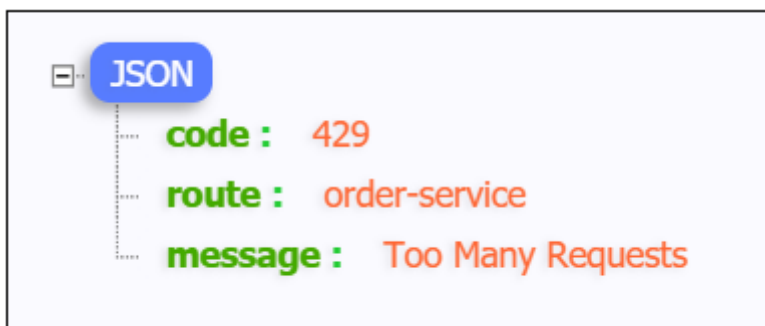 JSON
code : 429
route : order-service
message : Too Many Requests